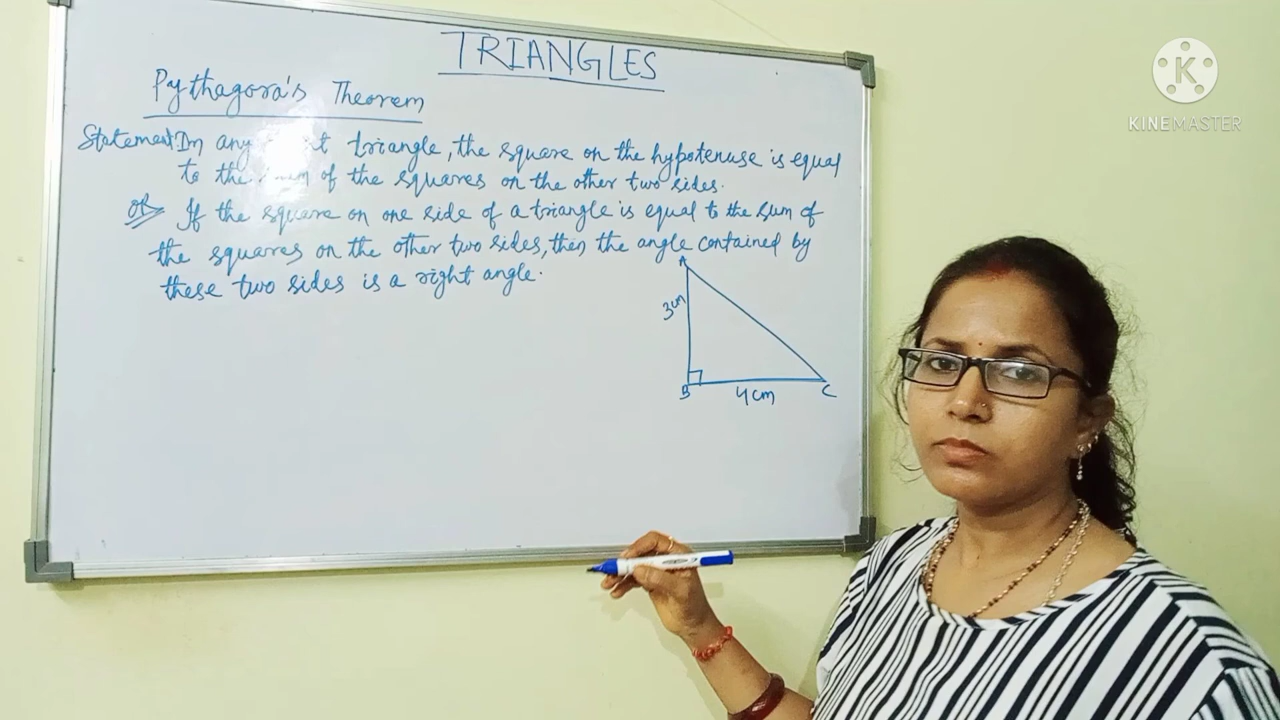 TRIANGLES
Pythagora's Theorem
Statement: In any triangle, the square on the hypotenuse is equal
to the of the squares on the other two sides.
OR If the square on one side of a triangle is equal to the sum of
the squares on the other two sides, then the angle contained by
these two sides is a right angle.
A
3cm
B
4cm
C
K
KINEMASTER